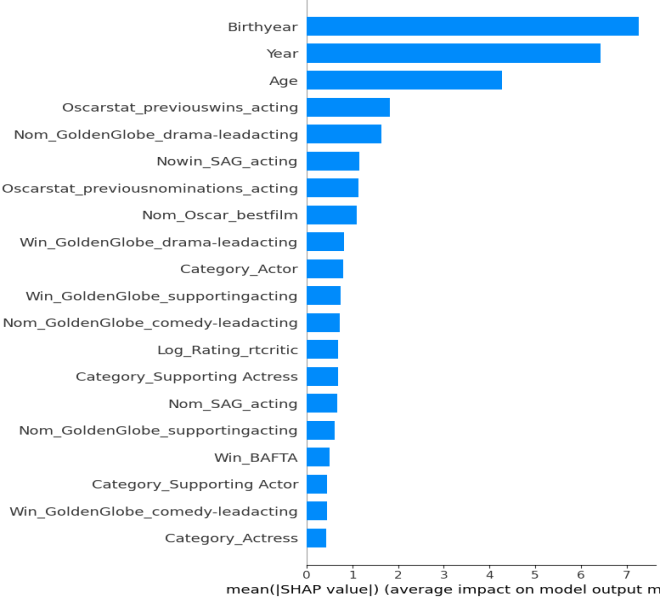 Birthyear
Year
Age
Oscarstat_previouswins_acting
Nom_GoldenGlobe_drama-leadacting
Nowin_SAG_acting
Oscarstat_previousnominations_acting
Nom_Oscar_bestfilm
Win_GoldenGlobe_drama-leadacting
Category_Actor
Win_GoldenGlobe_supportingacting
Nom_GoldenGlobe_comedy-leadacting
Log_Rating_rtcritic
Category_Supporting Actress
Nom_SAG_acting
Nom_GoldenGlobe_supportingacting
Win_BAFTA
Category_Supporting Actor
Win_GoldenGlobe_comedy-leadacting
Category_Actress
0 1 2 3 4 5 6 7
mean(|SHAP value|) (average impact on model output m